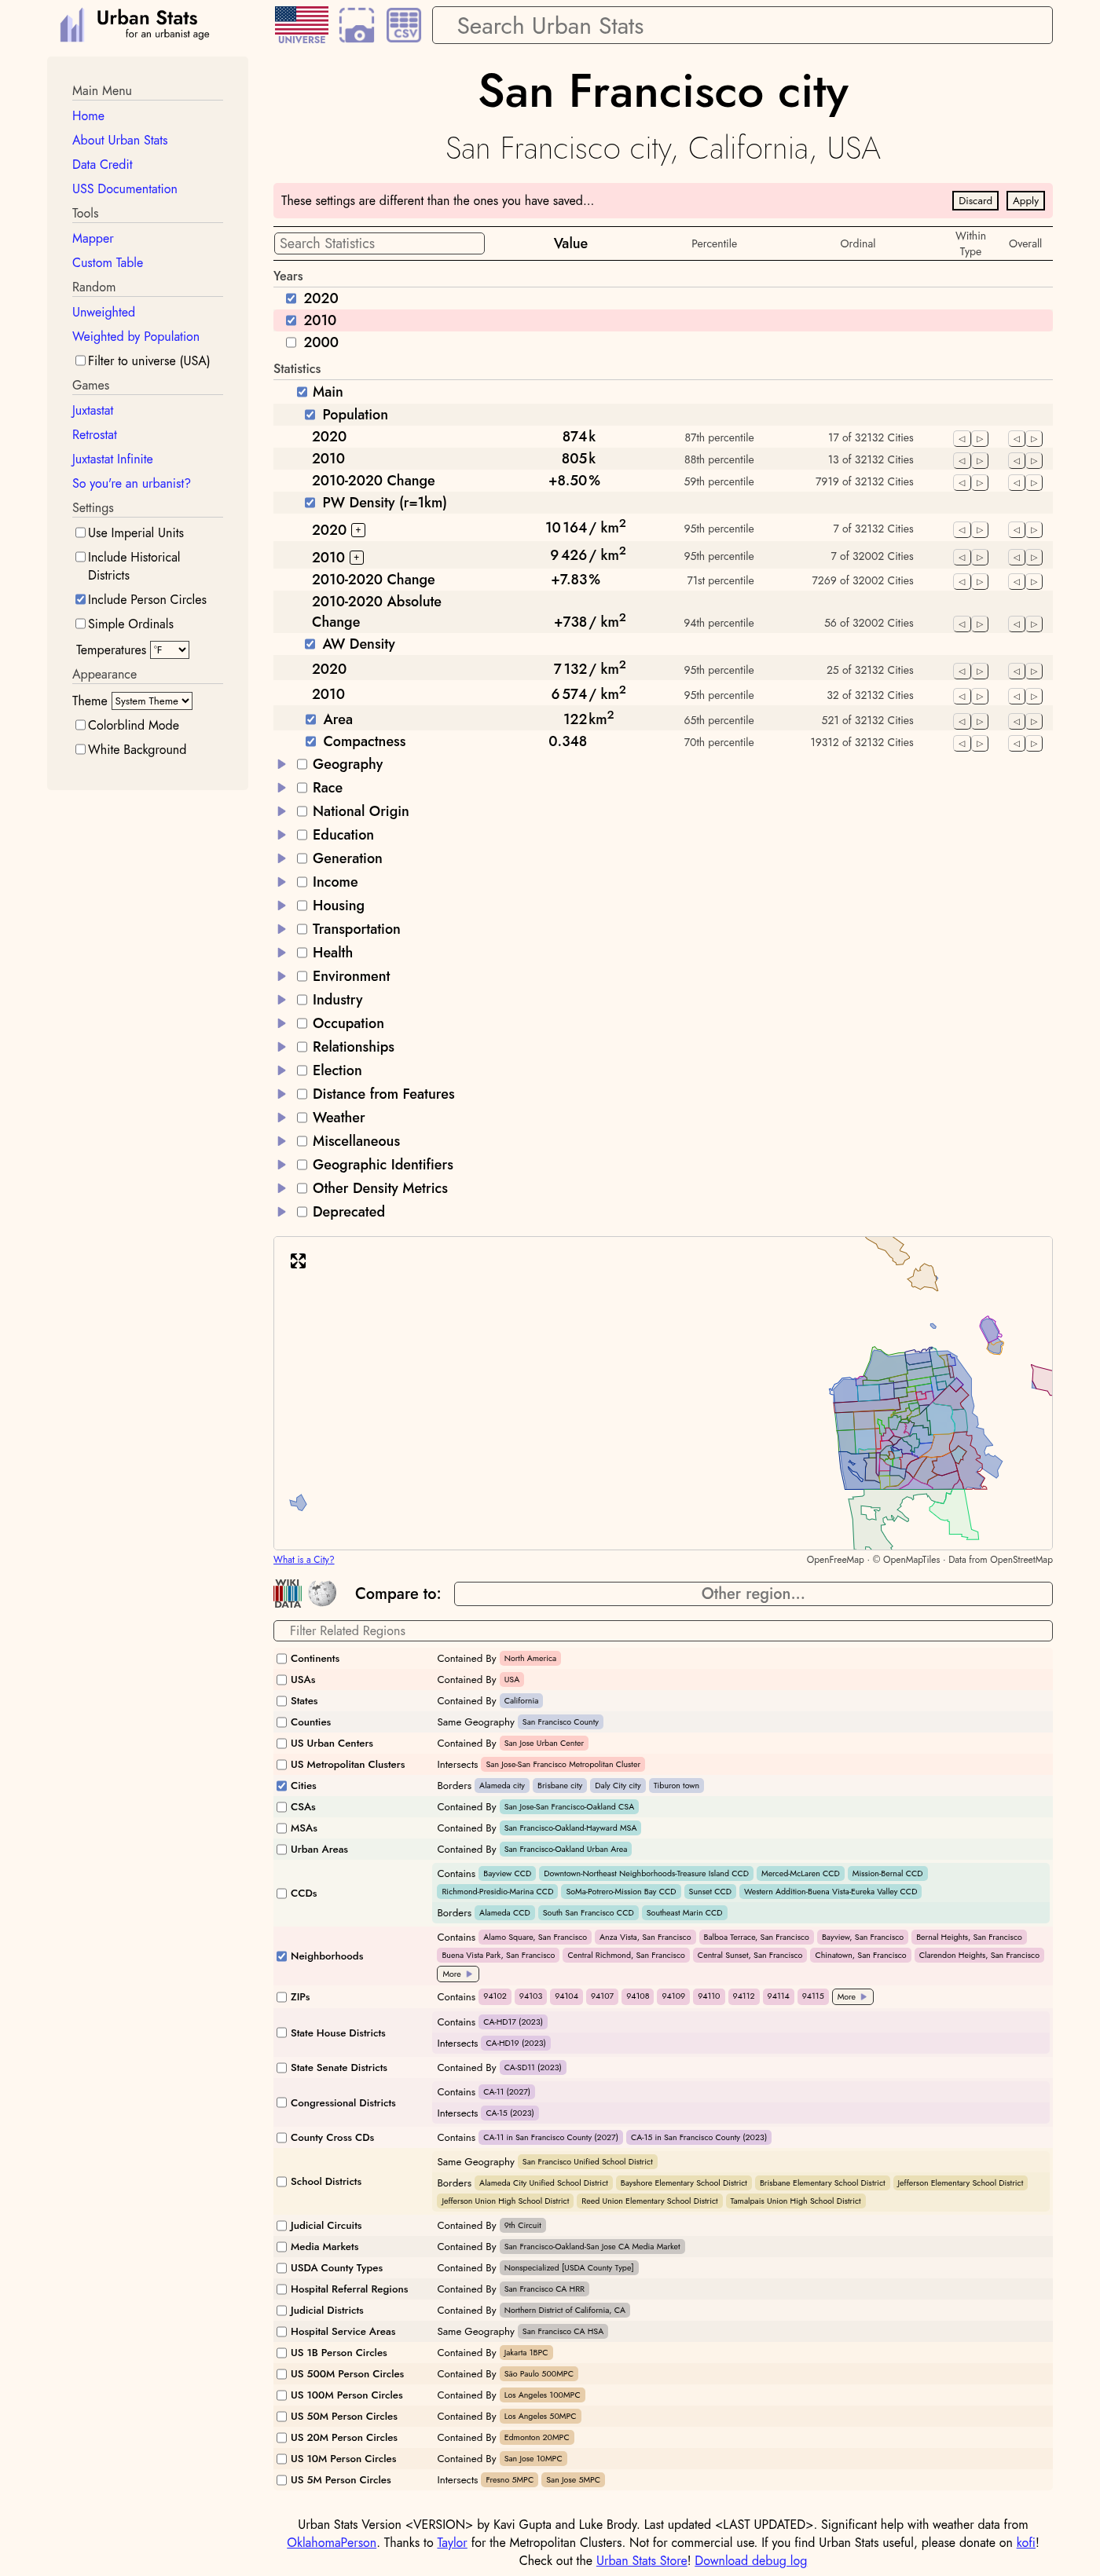 Urban Stats
for an urbanist age
UNIVERSE
CSV
Search Urban Stats
Main Menu
Home
About Urban Stats
Data Credit
USS Documentation
Tools
Mapper
Custom Table
Random
Unweighted
Weighted by Population
Filter to universe (USA)
Games
Juxtastat
Retrostat
Juxtastat Infinite
So you're an urbanist?
Settings
Use Imperial Units
Include Historical
Districts
Include Person Circles
Simple Ordinals
Temperatures °F
Appearance
Theme System Theme
Colorblind Mode
White Background
San Francisco city
San Francisco city, California, USA
These settings are different than the ones you have saved... Discard Apply
Search Statistics Value Percentile Ordinal Within Type Overall
Years
2020
2010
2000
Statistics
Main
Population
2020 874k 87th percentile 17 of 32132 Cities
2010 805k 88th percentile 13 of 32132 Cities
2010-2020 Change +8.50% 59th percentile 7919 of 32132 Cities
PW Density (r=1km)
2020 + 10 164/ km² 95th percentile 7 of 32132 Cities
2010 + 9 426/ km² 95th percentile 7 of 32002 Cities
2010-2020 Change +7.83% 71st percentile 7269 of 32002 Cities
2010-2020 Absolute
Change +738/ km² 94th percentile 56 of 32002 Cities
AW Density
2020 7 132/ km² 95th percentile 25 of 32132 Cities
2010 6 574/ km² 95th percentile 32 of 32132 Cities
Area 122km² 65th percentile 521 of 32132 Cities
Compactness 0.348 70th percentile 19312 of 32132 Cities
Geography
Race
National Origin
Education
Generation
Income
Housing
Transportation
Health
Environment
Industry
Occupation
Relationships
Election
Distance from Features
Weather
Miscellaneous
Geographic Identifiers
Other Density Metrics
Deprecated
What is a City? OpenFreeMap · © OpenMapTiles · Data from OpenStreetMap
WIKI
DATA
Compare to: Other region...
Filter Related Regions
Continents Contained By North America
USAs Contained By USA
States Contained By California
Counties Same Geography San Francisco County
US Urban Centers Contained By San Jose Urban Center
US Metropolitan Clusters Intersects San Jose-San Francisco Metropolitan Cluster
Cities Borders Alameda city Brisbane city Daly City city Tiburon town
CSAs Contained By San Jose-San Francisco-Oakland CSA
MSAs Contained By San Francisco-Oakland-Hayward MSA
Urban Areas Contained By San Francisco-Oakland Urban Area
CCDs Contains Bayview CCD Downtown-Northeast Neighborhoods-Treasure Island CCD Merced-McLaren CCD Mission-Bernal CCD
Richmond-Presidio-Marina CCD SoMa-Potrero-Mission Bay CCD Sunset CCD Western Addition-Buena Vista-Eureka Valley CCD
Borders Alameda CCD South San Francisco CCD Southeast Marin CCD
Neighborhoods Contains Alamo Square, San Francisco Anza Vista, San Francisco Balboa Terrace, San Francisco Bayview, San Francisco Bernal Heights, San Francisco
Buena Vista Park, San Francisco Central Richmond, San Francisco Central Sunset, San Francisco Chinatown, San Francisco Clarendon Heights, San Francisco
More
ZIPs Contains 94102 94103 94104 94107 94108 94109 94110 94112 94114 94115 More
State House Districts Contains CA-HD17 (2023)
Intersects CA-HD19 (2023)
State Senate Districts Contained By CA-SD11 (2023)
Congressional Districts Contains CA-11 (2027)
Intersects CA-15 (2023)
County Cross CDs Contains CA-11 in San Francisco County (2027) CA-15 in San Francisco County (2023)
School Districts Same Geography San Francisco Unified School District
Borders Alameda City Unified School District Bayshore Elementary School District Brisbane Elementary School District Jefferson Elementary School District
Jefferson Union High School District Reed Union Elementary School District Tamalpais Union High School District
Judicial Circuits Contained By 9th Circuit
Media Markets Contained By San Francisco-Oakland-San Jose CA Media Market
USDA County Types Contained By Nonspecialized [USDA County Type]
Hospital Referral Regions Contained By San Francisco CA HRR
Judicial Districts Contained By Northern District of California, CA
Hospital Service Areas Same Geography San Francisco CA HSA
US 1B Person Circles Contained By Jakarta 1BPC
US 500M Person Circles Contained By São Paulo 500MPC
US 100M Person Circles Contained By Los Angeles 100MPC
US 50M Person Circles Contained By Los Angeles 50MPC
US 20M Person Circles Contained By Edmonton 20MPC
US 10M Person Circles Contained By San Jose 10MPC
US 5M Person Circles Intersects Fresno 5MPC San Jose 5MPC
Urban Stats Version <VERSION> by Kavi Gupta and Luke Brody. Last updated <LAST UPDATED>. Significant help with weather data from
OklahomaPerson. Thanks to Taylor for the Metropolitan Clusters. Not for commercial use. If you find Urban Stats useful, please donate on kofi!
Check out the Urban Stats Store! Download debug log